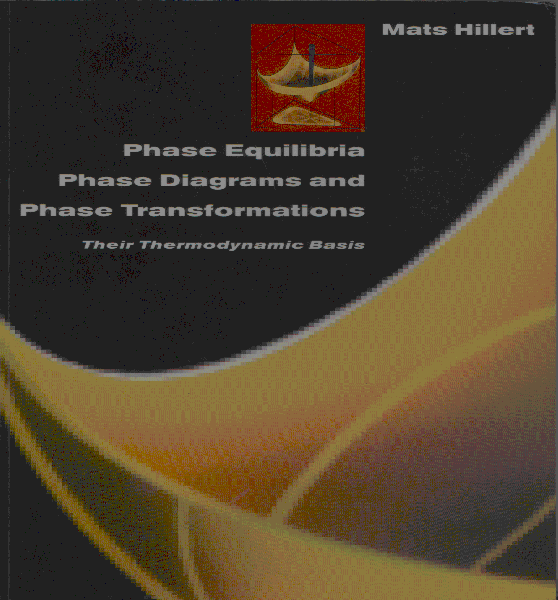 Mats Hillert
Phase Equilibria
Phase Diagrams and
Phase Transformations
Their Thermodynamic Basis